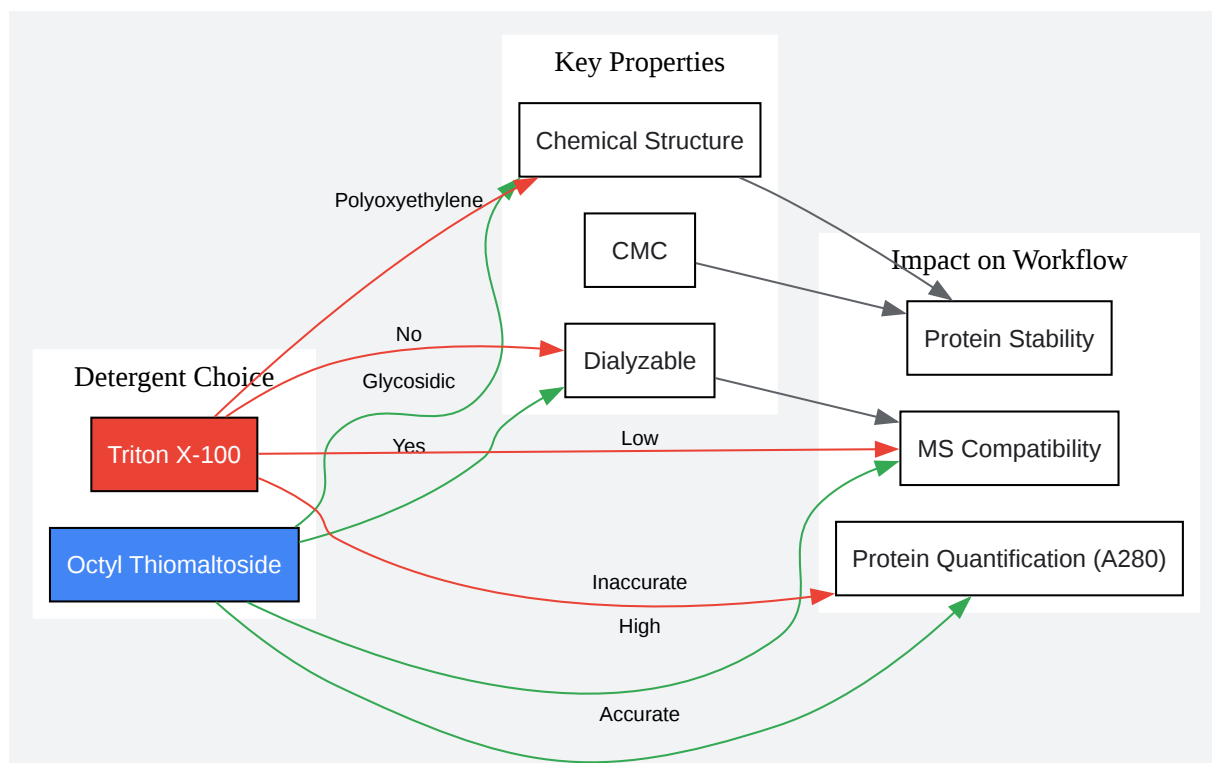 Key Properties
Chemical Structure
Polyoxyethylene
CMC
Impact on Workflow
Protein Stability
No
Dialyzable
Glycosidic
Detergent Choice
Triton X-100
Yes
Low
MS Compatibility
Octyl Thiomaltoside
Protein Quantification (A280)
Inaccurate
High
Accurate